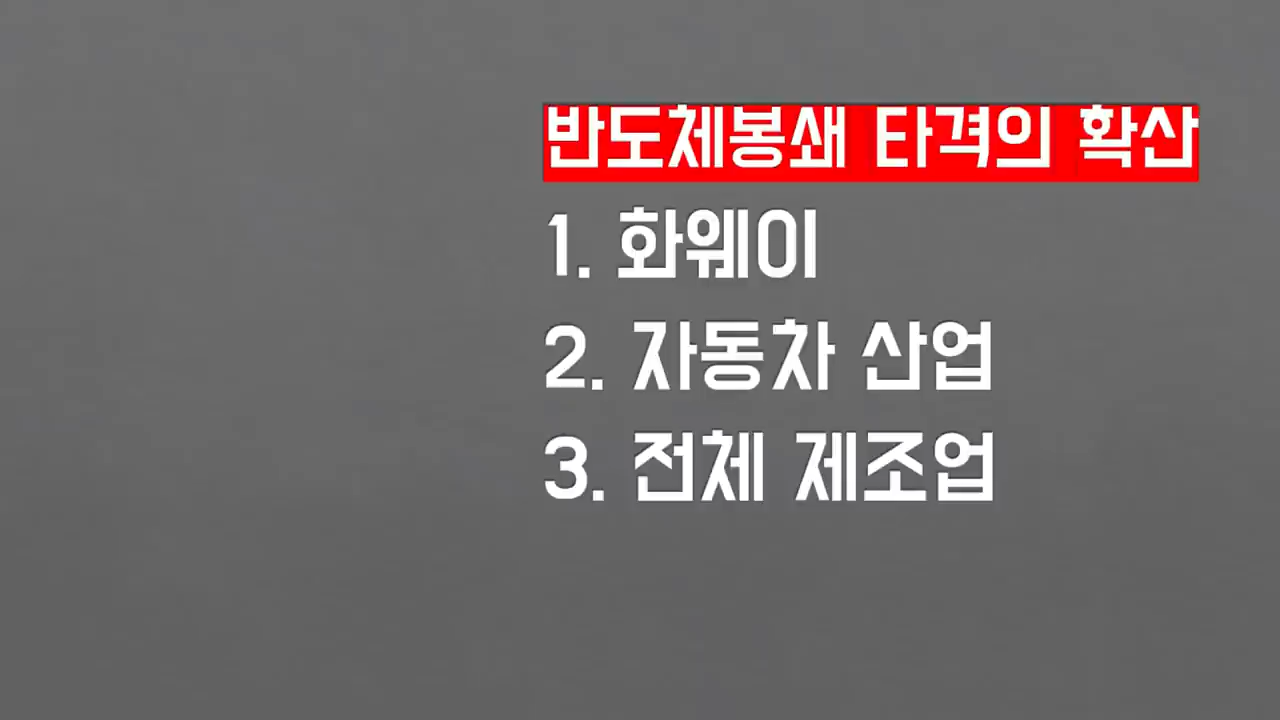 반도체봉쇄 타격의 확산
1. 화웨이
2. 자동차 산업
3. 전체 제조업